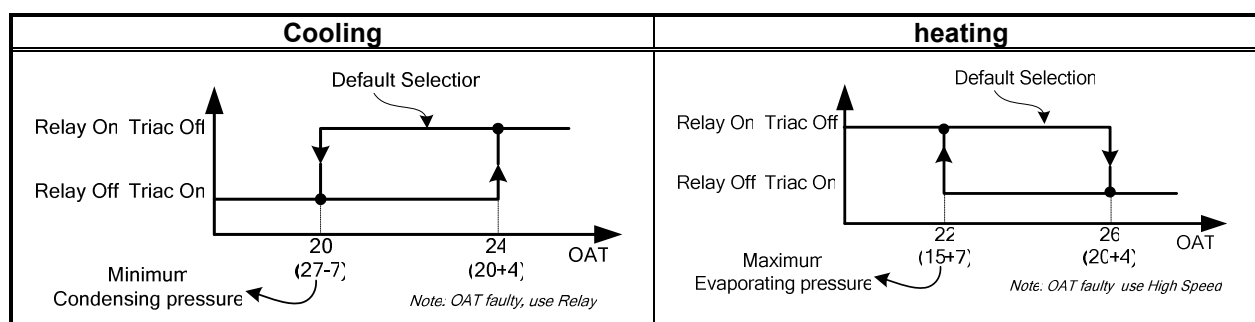 Cooling
Default Selection
Relay On Triac Off
Relay Off Triac On
20
(27-7)
24
(20+4)
OAT
Minimum
Condensing pressure
Note: OAT faulty, use Relay
heating
Default Selection
Relay On Triac Off
Relay Off Triac On
22
(15+7)
26
(20+4)
OAT
Maximum
Evaporating pressure
Note: OAT faulty use High Speed